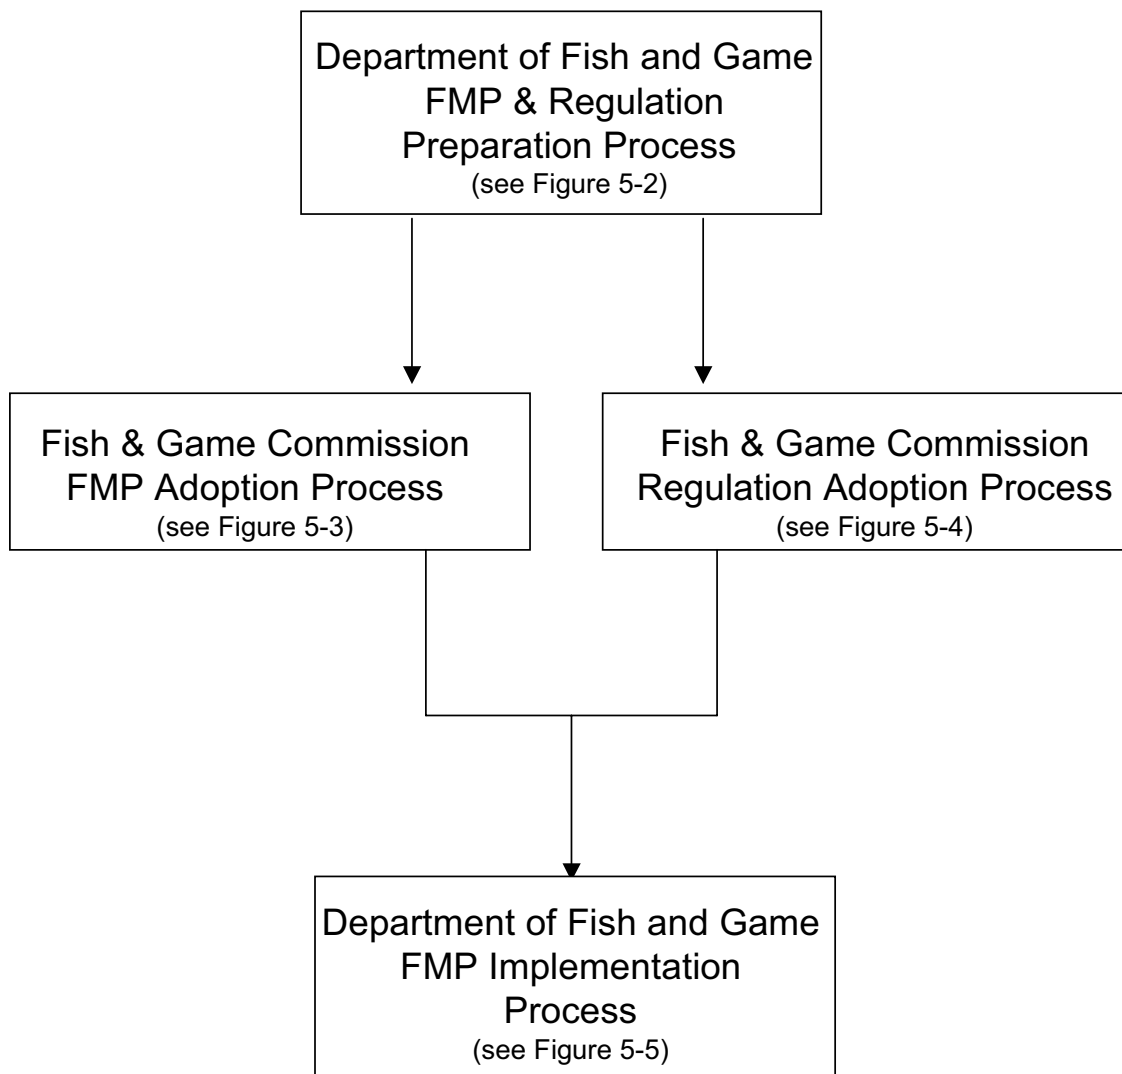 Department of Fish and Game
FMP & Regulation
Preparation Process
(see Figure 5-2)
Fish & Game Commission
FMP Adoption Process
(see Figure 5-3)
Fish & Game Commission
Regulation Adoption Process
(see Figure 5-4)
Department of Fish and Game
FMP Implementation
Process
(see Figure 5-5)